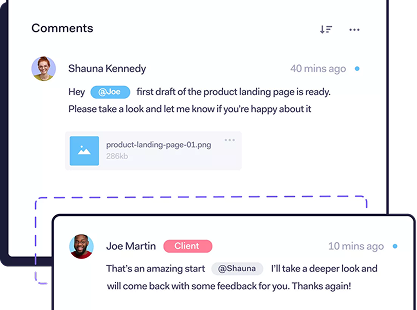 Comments
Shauna Kennedy 40 mins ago
Hey @Joe first draft of the product landing page is ready.
Please take a look and let me know if you're happy about it
product-landing-page-01.png
286kb
Joe Martin Client 10 mins ago
That's an amazing start @Shauna I'll take a deeper look and
will come back with some feedback for you. Thanks again!